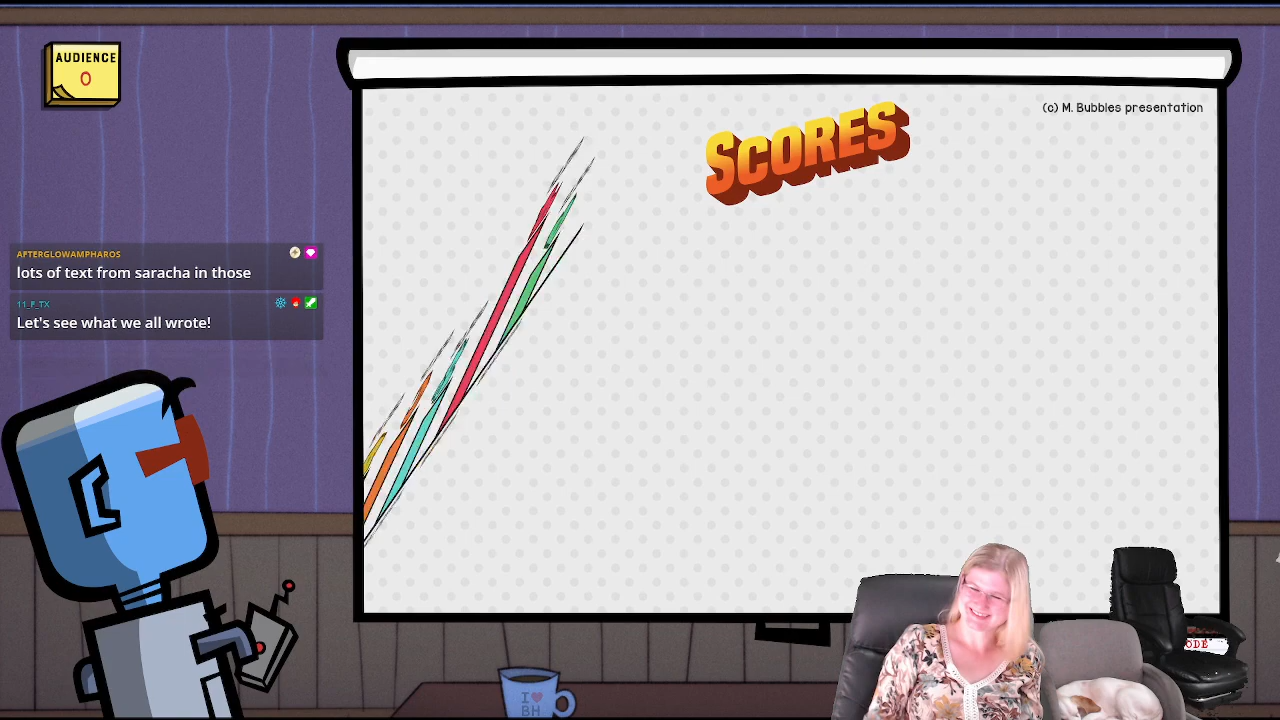 AUDIENCE
0
(c) M. Bubbles presentation
SCORES
AFTERGLOWAMPHAROS
lots of text from saracha in those
11_F_TX
Let's see what we all wrote!
ODE
I
BH